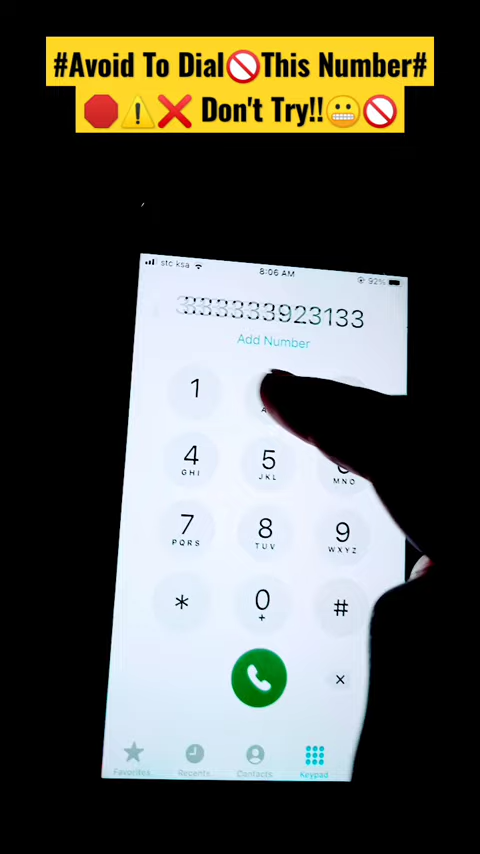 #Avoid To Dial🚫This Number#
🛑⚠️❌ Don't Try!!😬🚫
stc ksa
8:06 AM
92%
Add Number
1
4
GHI
5
JKL
MNO
7
PQRS
8
TUV
9
WXYZ
*
0
+
#
×
Favorites
Recents
Contacts
Keypad